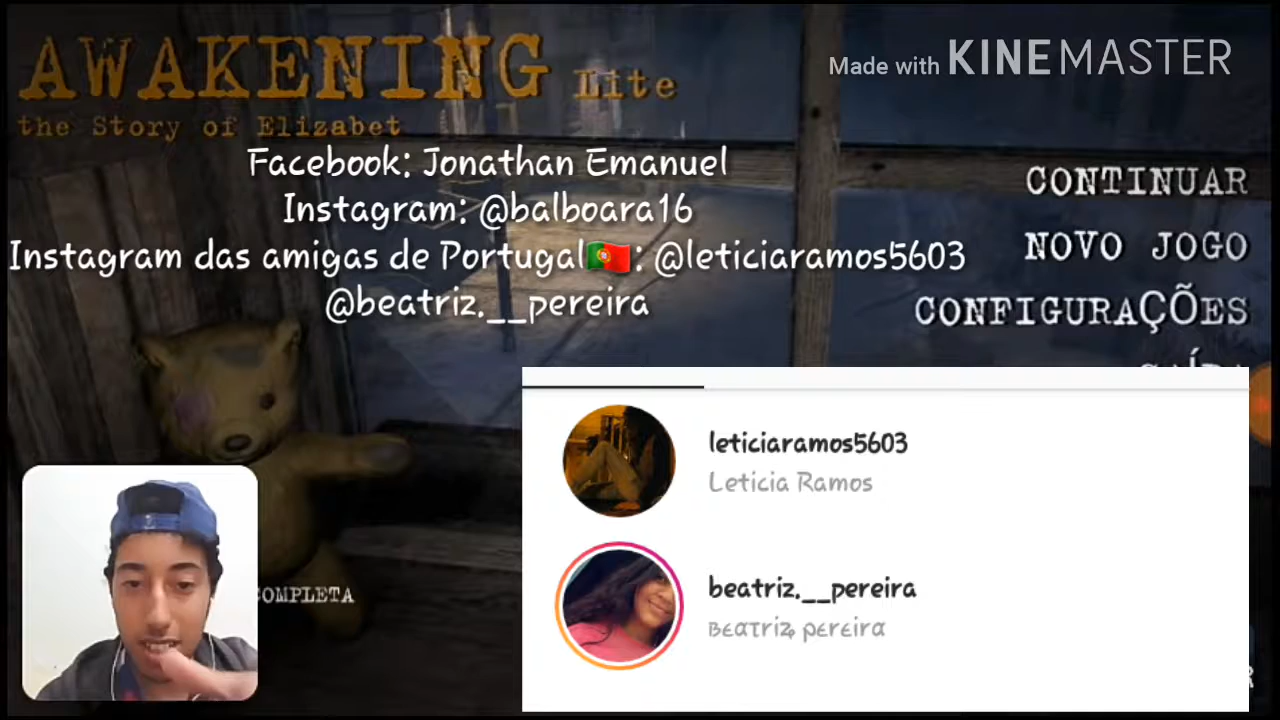 AWAKENING Lite
the Story of Elizabet
Made with KINEMASTER
Facebook: Jonathan Emanuel
Instagram: @balboara16
Instagram das amigas de Portugal🇵🇹: @leticiaramos5603
@beatriz.__pereira
CONTINUAR
NOVO JOGO
CONFIGURAÇÕES
SAÍDA
leticiaramos5603
Leticia Ramos
beatriz.__pereira
Beatriz pereira
COMPLETA